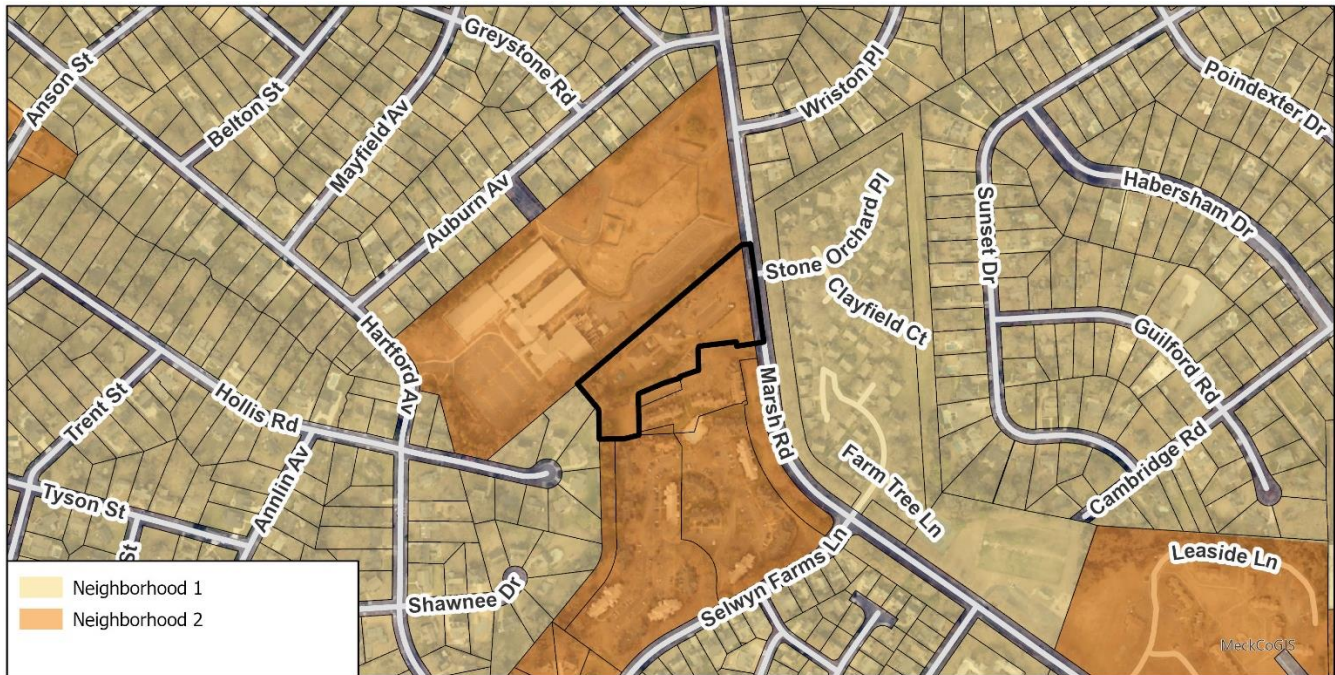 Anson St
Belton St
Mayfield Av
Greystone Rd
Auburn Av
Wriston Pl
Poindexter Dr
Habersham Dr
Sunset Dr
Stone Orchard Pl
Clayfield Ct
Guilford Rd
Hartford Av
Hollis Rd
Trent St
Marsh Rd
Cambridge Rd
Farm Tree Ln
Annlin Av
Tyson St
St
Leaside Ln
Selwyn Farms Ln
Shawnee Dr
Neighborhood 1
Neighborhood 2
MeckCoGIS